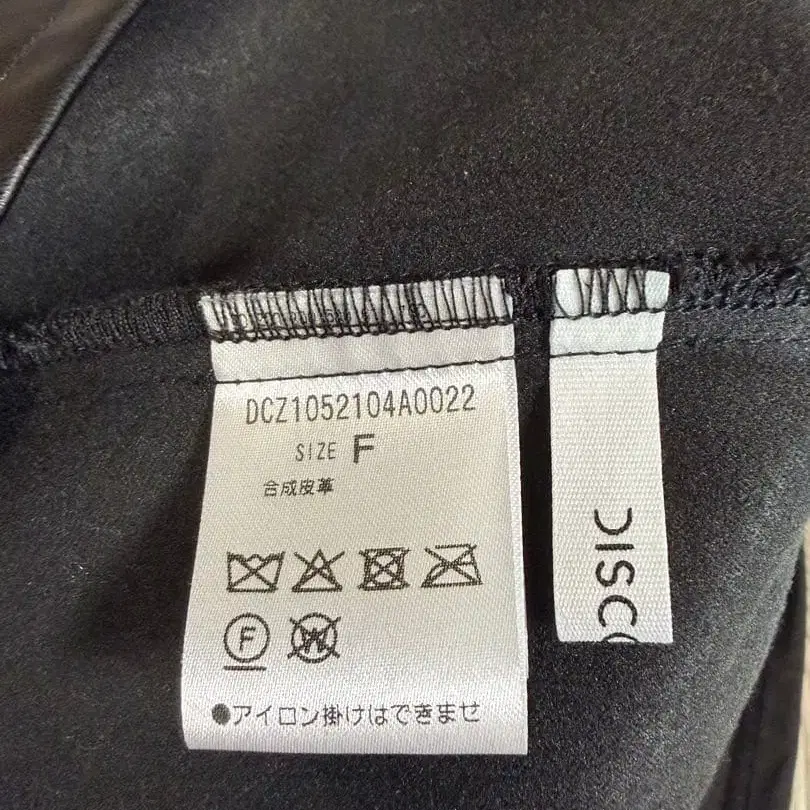 DCZ1052104A0022
SIZE F
合成皮革
F
W
●アイロン掛けはできませ
DISC